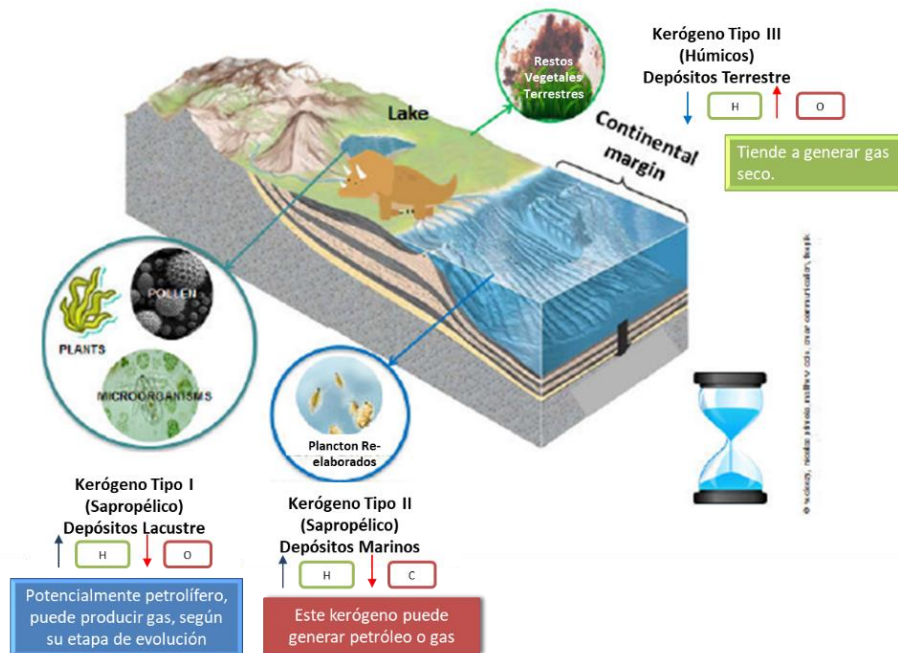 Kerógeno Tipo III
(Húmicos)
Depósitos Terrestre
H
O
Tiende a generar gas
seco.
Restos
Vegetales
Terrestres
Lake
Continental
margin
POLLEN
PLANTS
MICROORGANISMS
Plancton Re-
elaborados
Kerógeno Tipo I
(Sapropélico)
Depósitos Lacustre
H
O
Potencialmente petrolífero,
puede producir gas, según
su etapa de evolución
Kerógeno Tipo II
(Sapropélico)
Depósitos Marinos
H
C
Este kerógeno puede
generar petróleo o gas